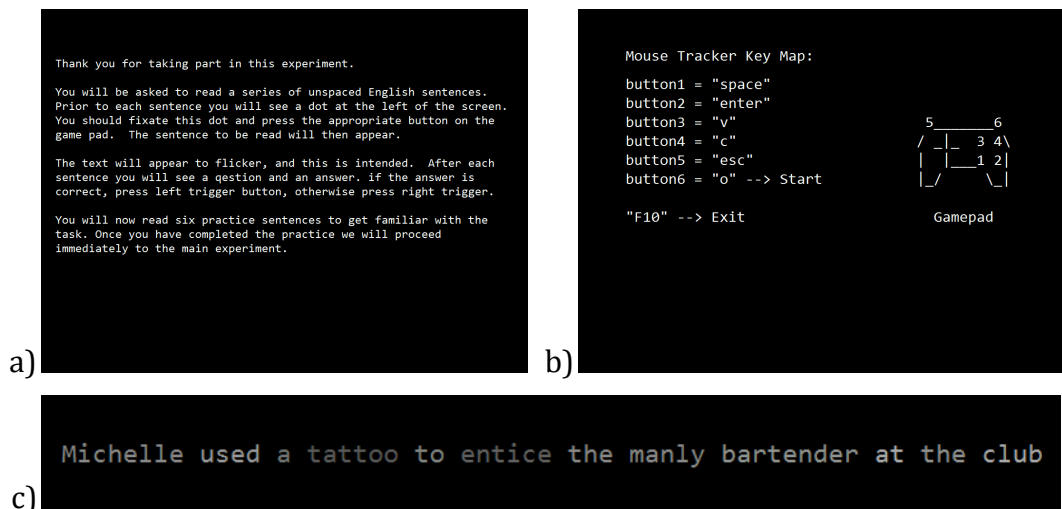 Thank you for taking part in this experiment.
You will be asked to read a series of unspaced English sentences.
Prior to each sentence you will see a dot at the left of the screen.
You should fixate this dot and press the appropriate button on the
game pad.  The sentence to be read will then appear.
The text will appear to flicker, and this is intended.  After each
sentence you will see a qestion and an answer. if the answer is
correct, press left trigger button, otherwise press right trigger.
You will now read six practice sentences to get familiar with the
task. Once you have completed the practice we will proceed
immediately to the main experiment.
a)
Mouse Tracker Key Map:
button1 = "space"
button2 = "enter"
button3 = "v"
button4 = "c"
button5 = "esc"
button6 = "o" --> Start
"F10" --> Exit
5_______6
/ _|_  3 4\
|  |___1 2|
|_/      \_|
Gamepad
b)
Michelle used a tattoo to entice the manly bartender at the club
c)